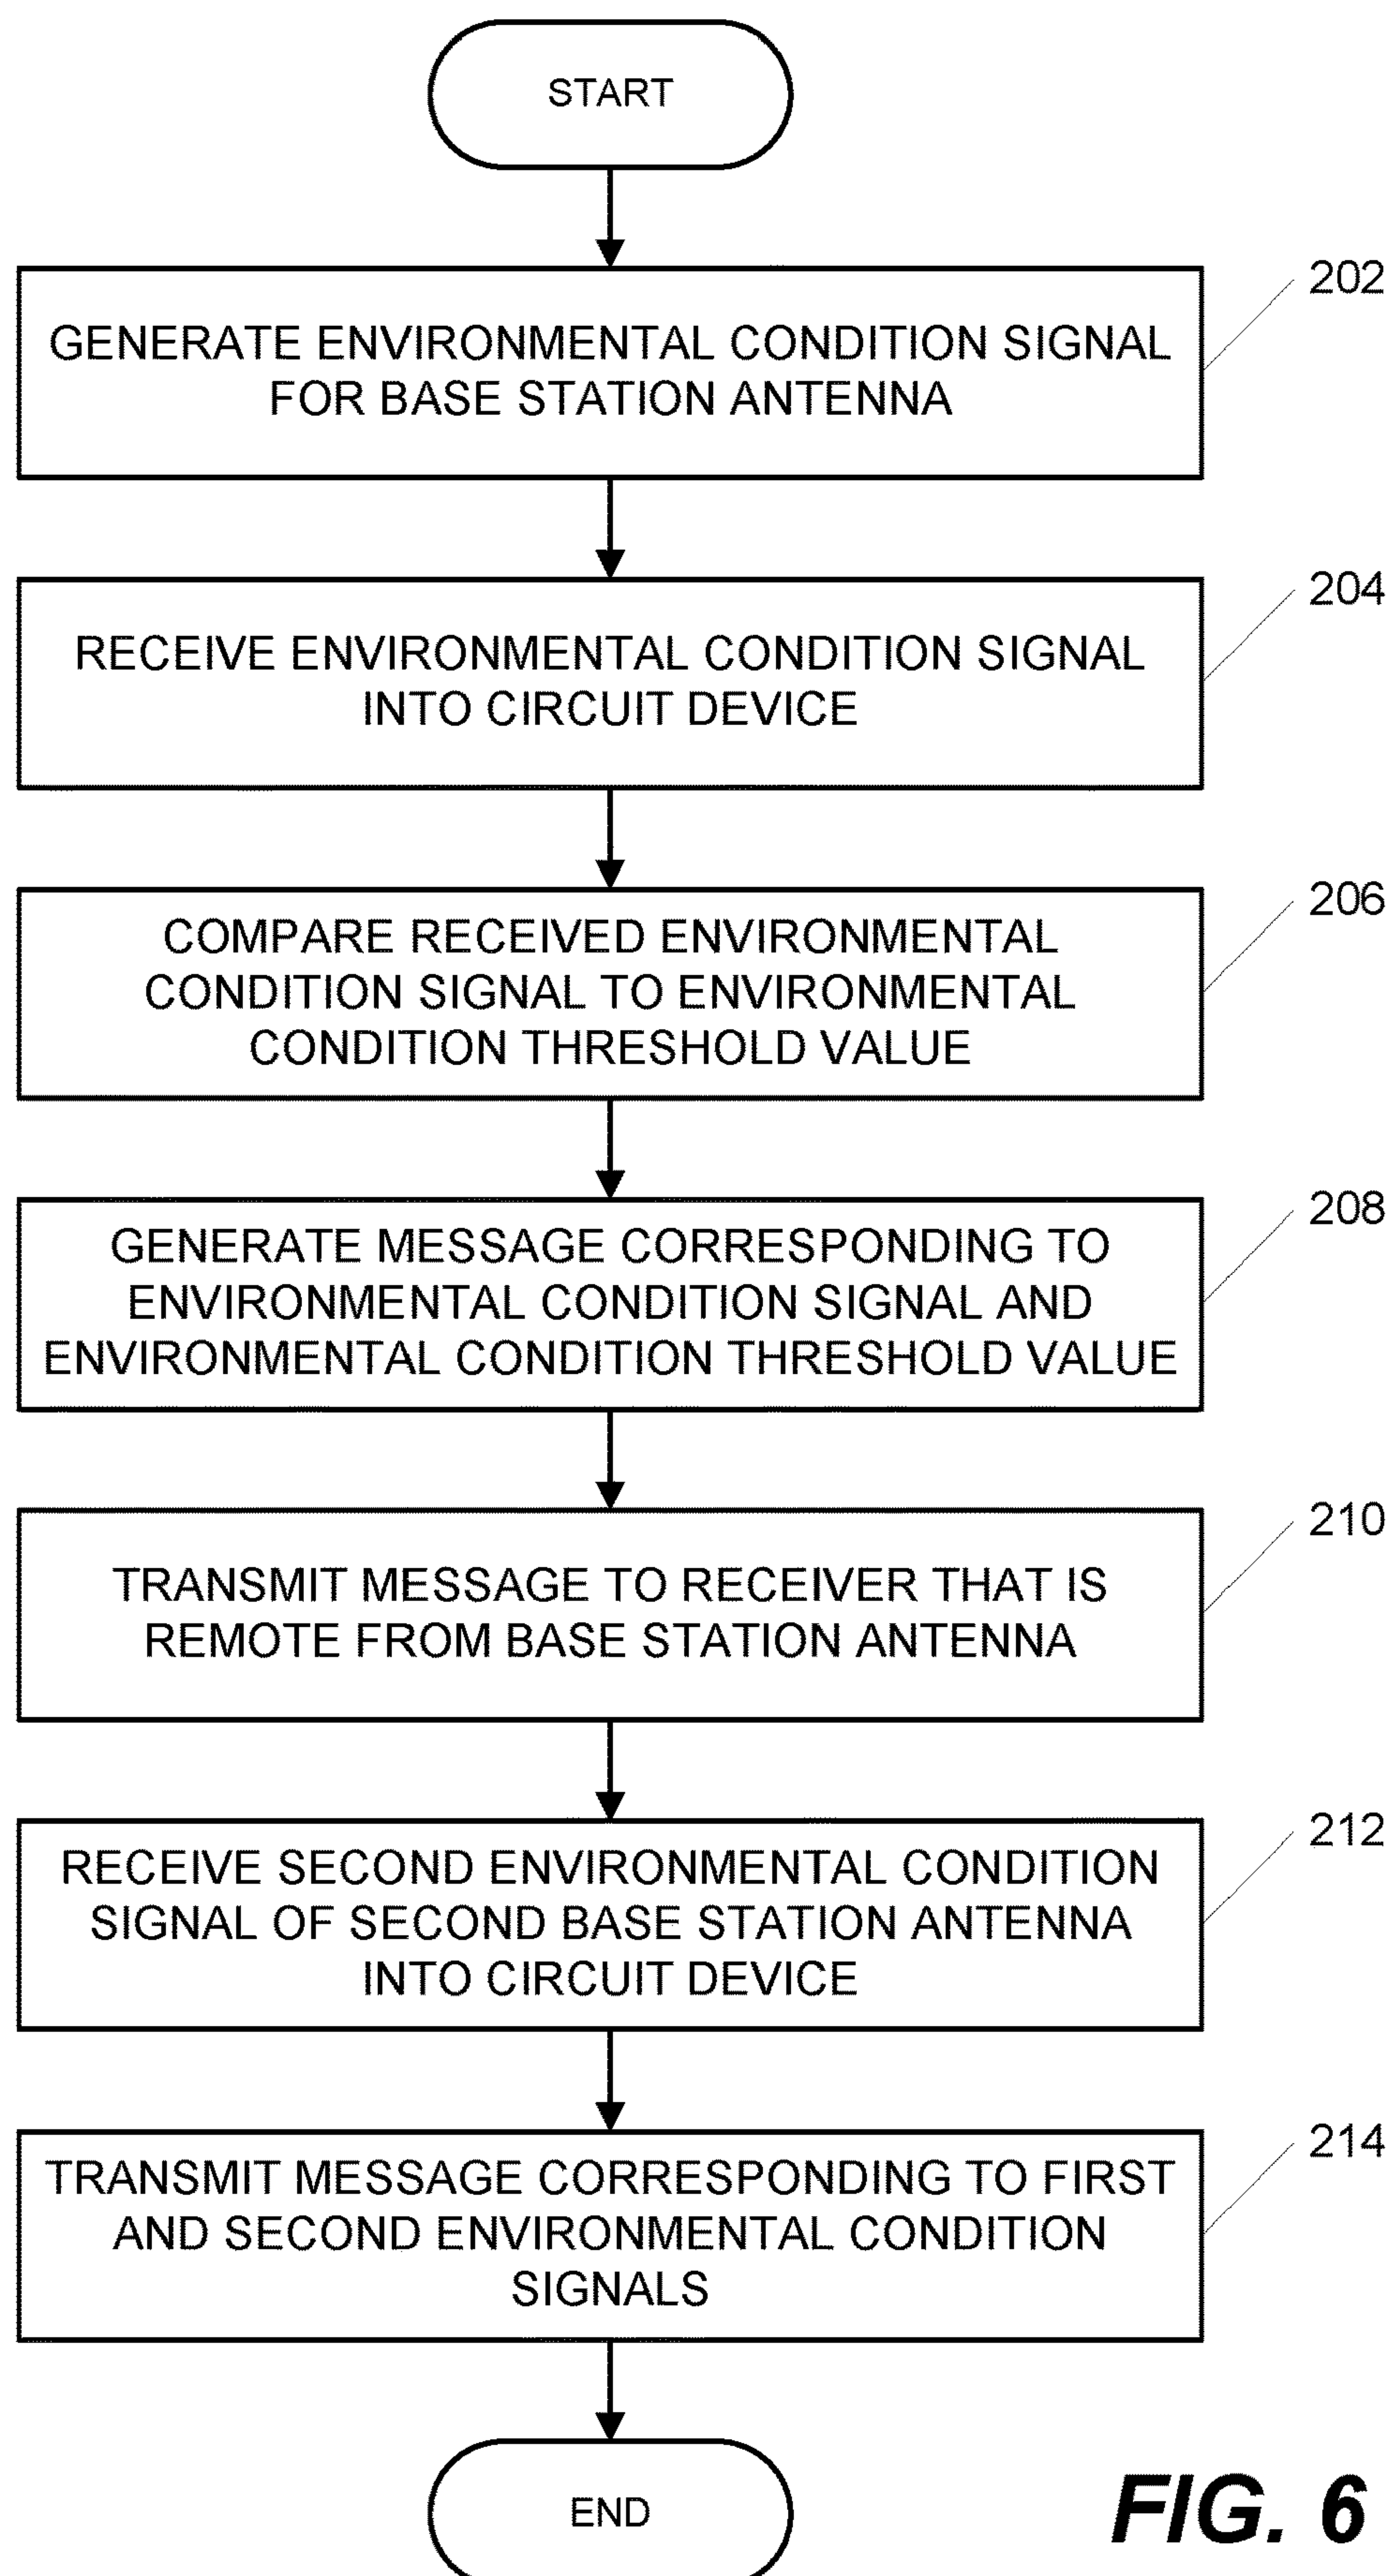 START
202
GENERATE ENVIRONMENTAL CONDITION SIGNAL
FOR BASE STATION ANTENNA
204
RECEIVE ENVIRONMENTAL CONDITION SIGNAL
INTO CIRCUIT DEVICE
206
COMPARE RECEIVED ENVIRONMENTAL
CONDITION SIGNAL TO ENVIRONMENTAL
CONDITION THRESHOLD VALUE
208
GENERATE MESSAGE CORRESPONDING TO
ENVIRONMENTAL CONDITION SIGNAL AND
ENVIRONMENTAL CONDITION THRESHOLD VALUE
210
TRANSMIT MESSAGE TO RECEIVER THAT IS
REMOTE FROM BASE STATION ANTENNA
212
RECEIVE SECOND ENVIRONMENTAL CONDITION
SIGNAL OF SECOND BASE STATION ANTENNA
INTO CIRCUIT DEVICE
214
TRANSMIT MESSAGE CORRESPONDING TO FIRST
AND SECOND ENVIRONMENTAL CONDITION
SIGNALS
END
FIG. 6